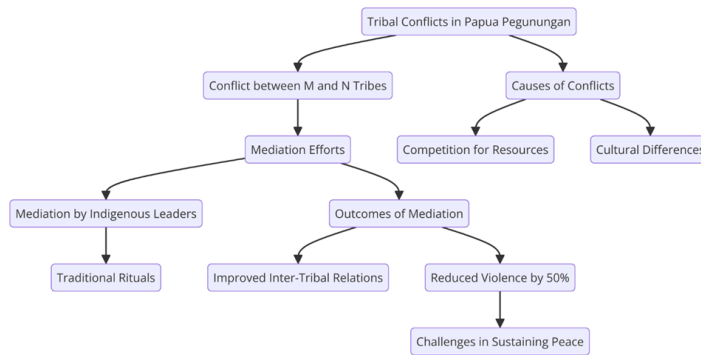 Tribal Conflicts in Papua Pegunungan
Conflict between M and N Tribes
Causes of Conflicts
Mediation Efforts
Competition for Resources
Cultural Differences
Mediation by Indigenous Leaders
Outcomes of Mediation
Traditional Rituals
Improved Inter-Tribal Relations
Reduced Violence by 50%
Challenges in Sustaining Peace